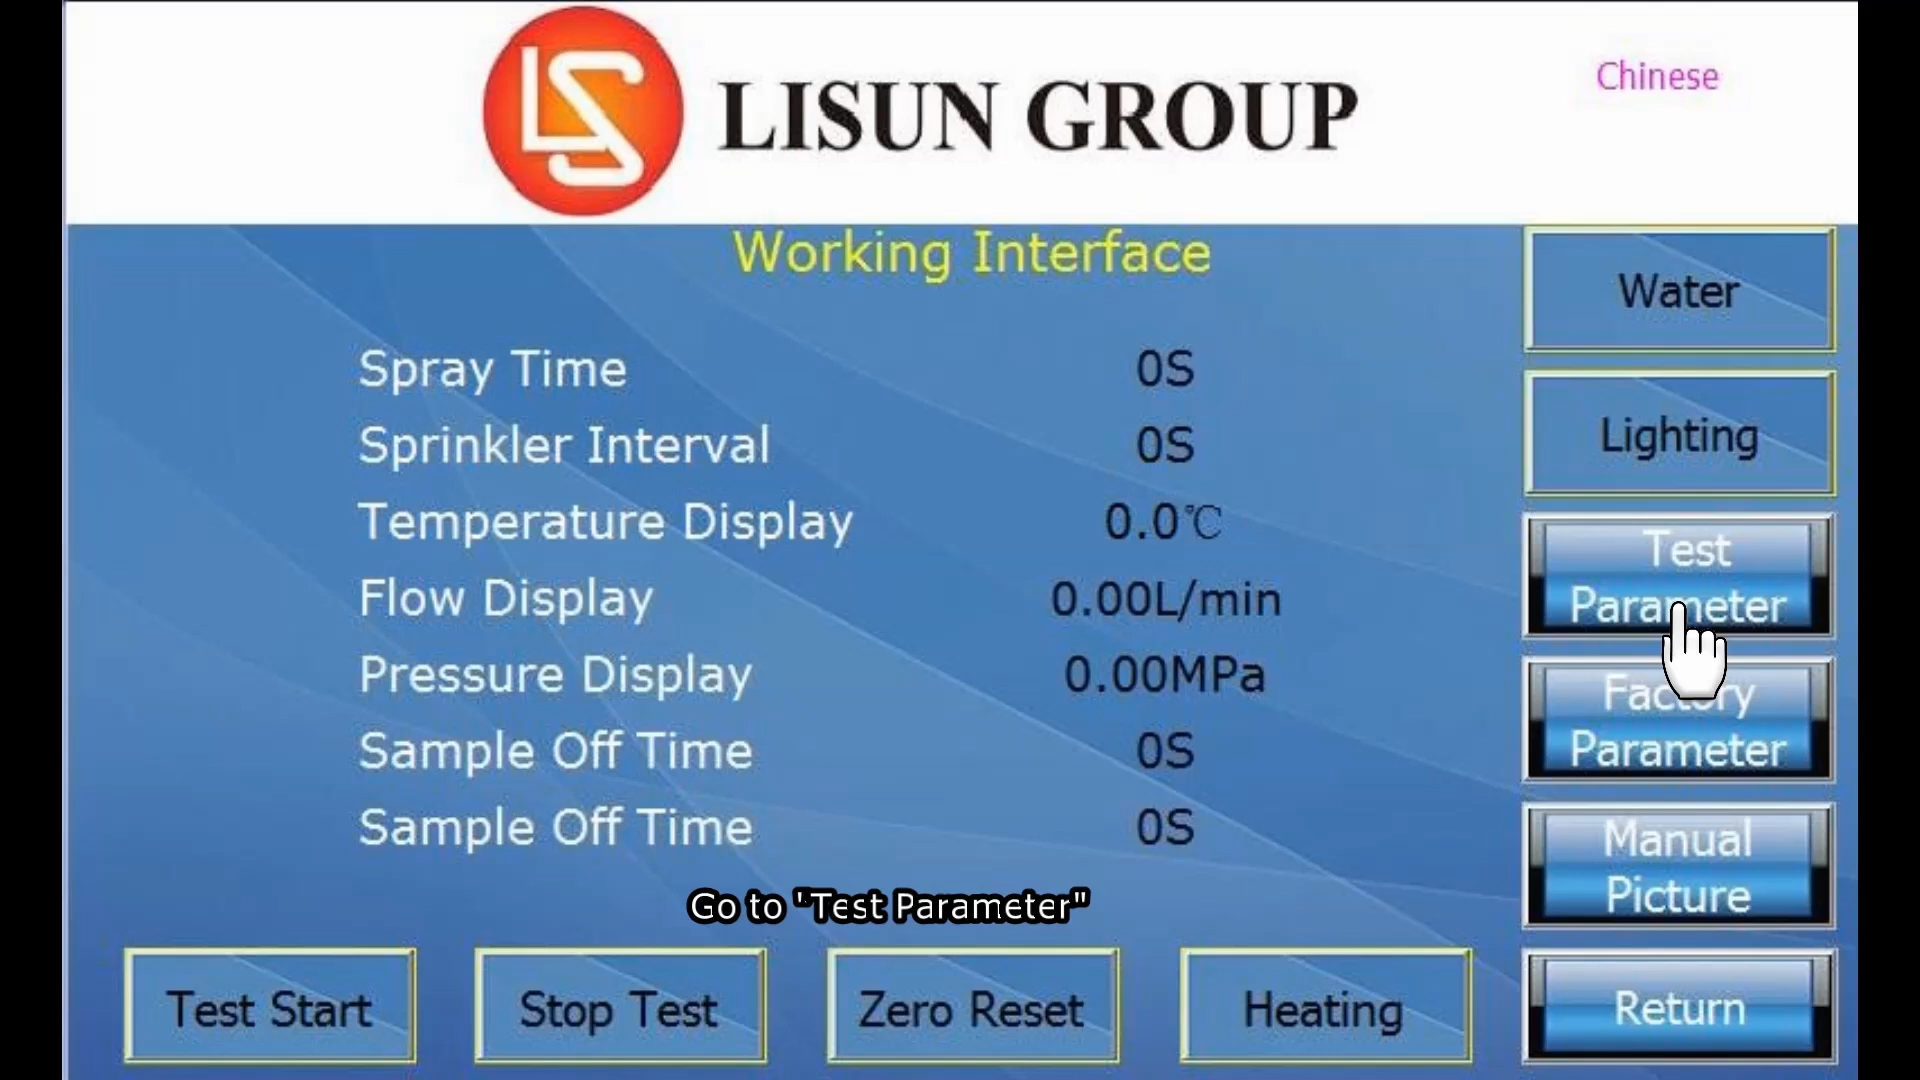 LS
LISUN GROUP
Chinese
Working Interface
Spray Time 0S
Sprinkler Interval 0S
Temperature Display 0.0℃
Flow Display 0.00L/min
Pressure Display 0.00MPa
Sample Off Time 0S
Sample Off Time 0S
Go to "Test Parameter"
Water
Lighting
Test
Parameter
Factory
Parameter
Manual
Picture
Test Start
Stop Test
Zero Reset
Heating
Return